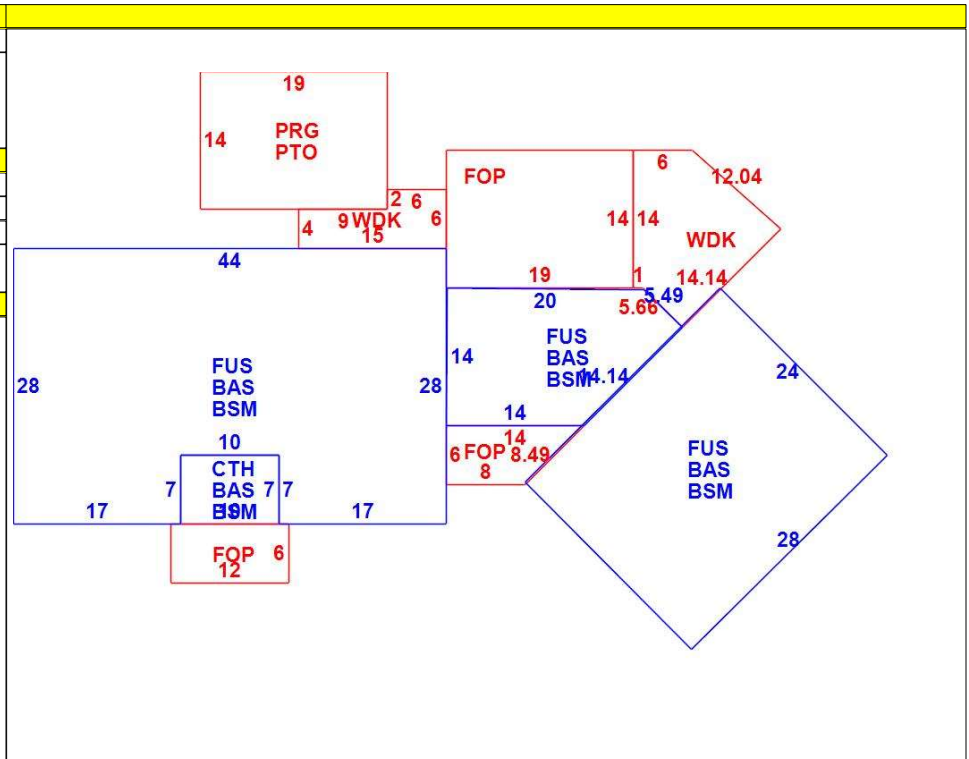 19
14
PRG
PTO
6
12.04
FOP
2 6
4
9 WDK
15
6
14
14
WDK
44
19
1
14.14
5.49
20
5.66
FUS
BAS
BSM
14
14.14
24
FUS
BAS
BSM
28
28
14
14
10
6 FOP 8.49
8
CTH
BAS
BSM
7
7
7
10
FUS
BAS
BSM
17
17
28
FOP
6
12